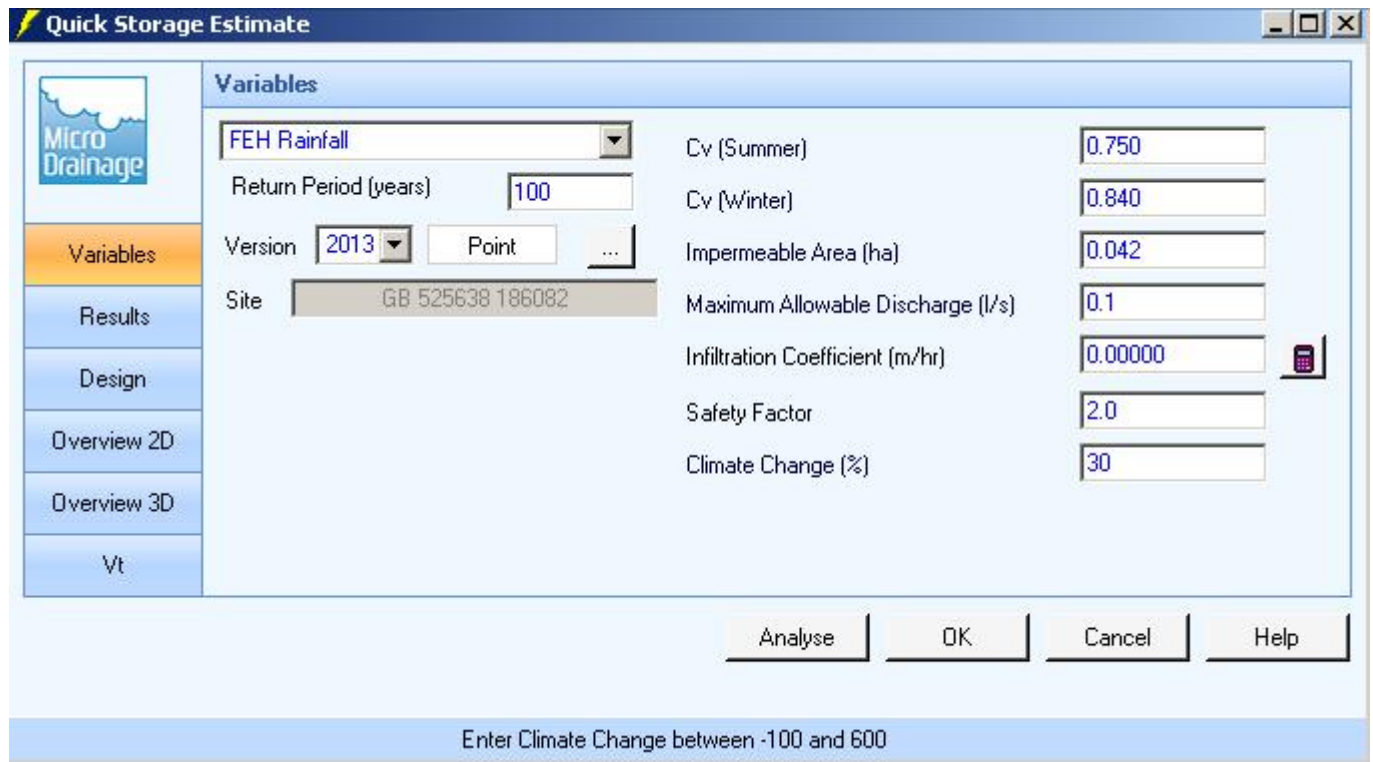 Quick Storage Estimate
Micro
Drainage
Variables
Results
Design
Overview 2D
Overview 3D
Vt
Variables
FEH Rainfall
Return Period (years) 100
Version 2013 Point ...
Site GB 525638 186082
Cv (Summer) 0.750
Cv (Winter) 0.840
Impermeable Area (ha) 0.042
Maximum Allowable Discharge (l/s) 0.1
Infiltration Coefficient (m/hr) 0.00000
Safety Factor 2.0
Climate Change (%) 30
Analyse OK Cancel Help
Enter Climate Change between -100 and 600